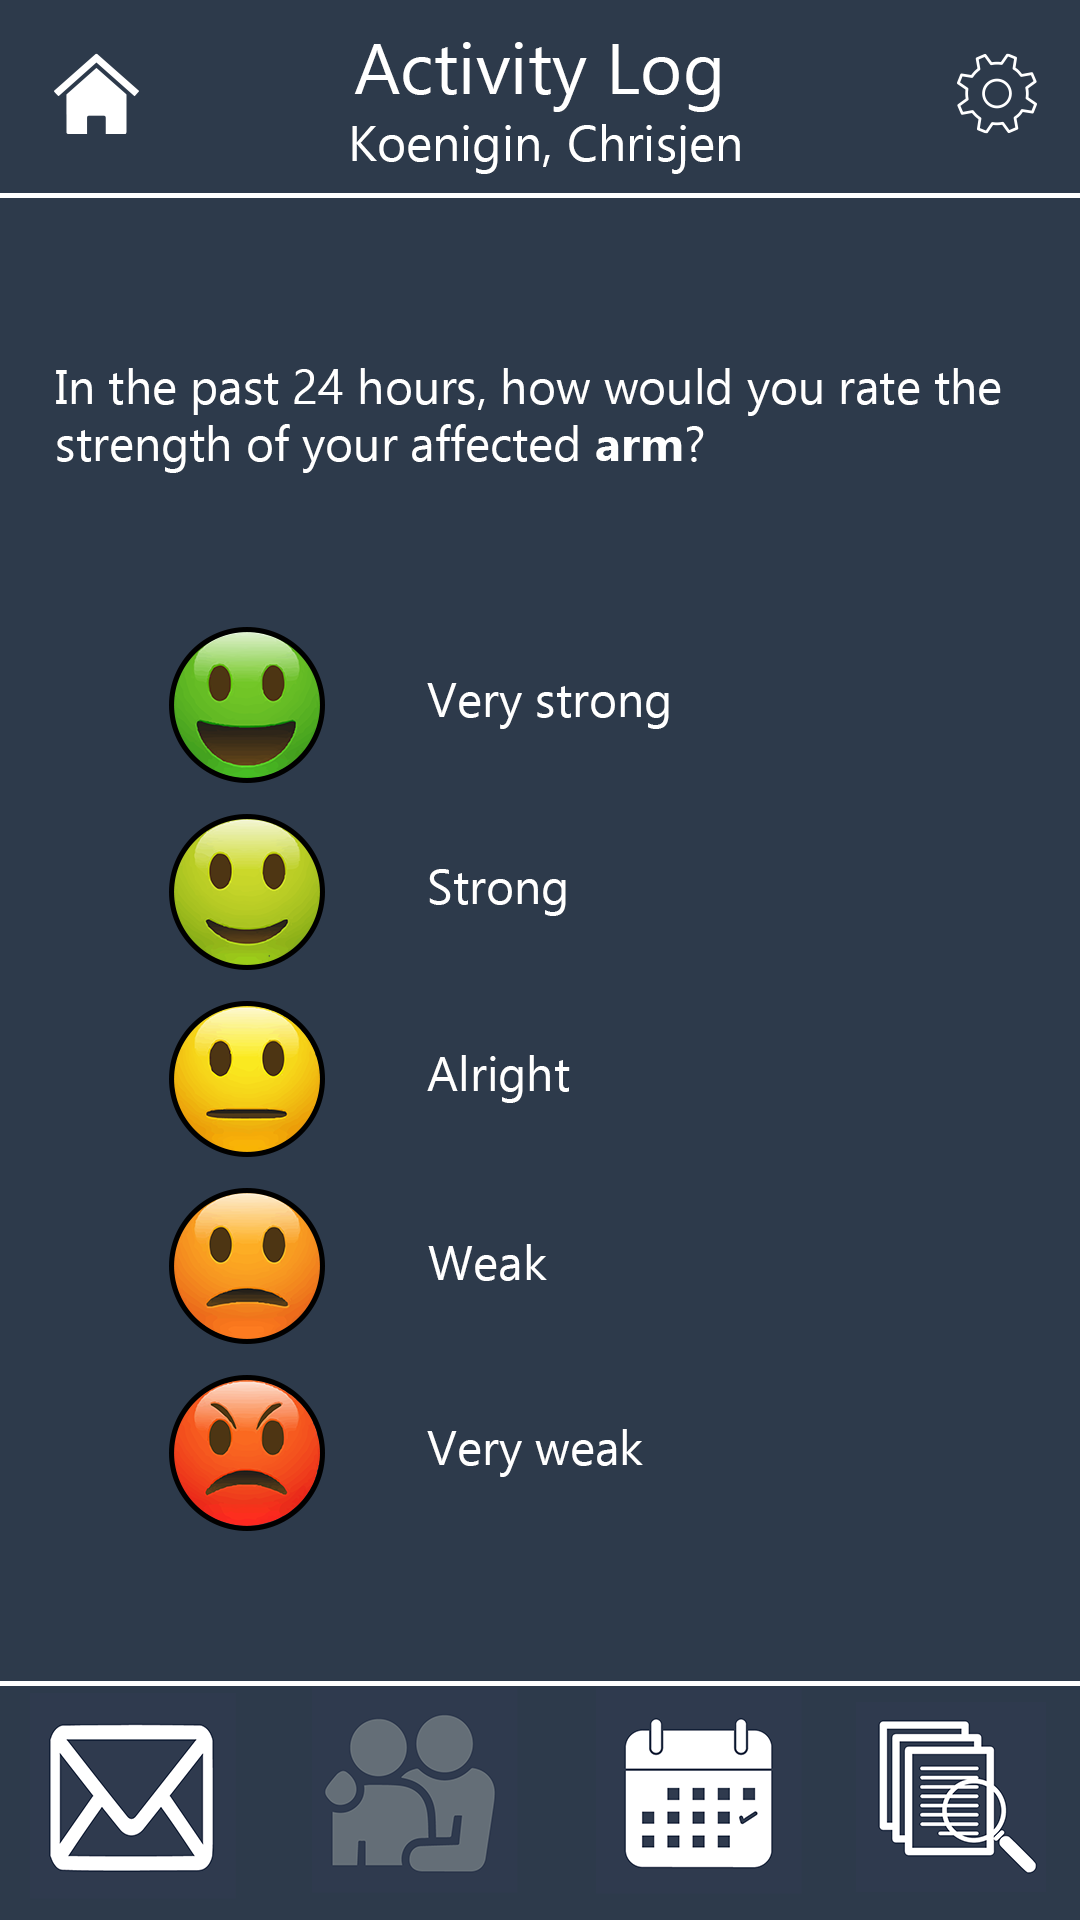 Activity Log
Koenigin, Chrisjen
In the past 24 hours, how would you rate the
strength of your affected arm?
Very strong
Strong
Alright
Weak
Very weak